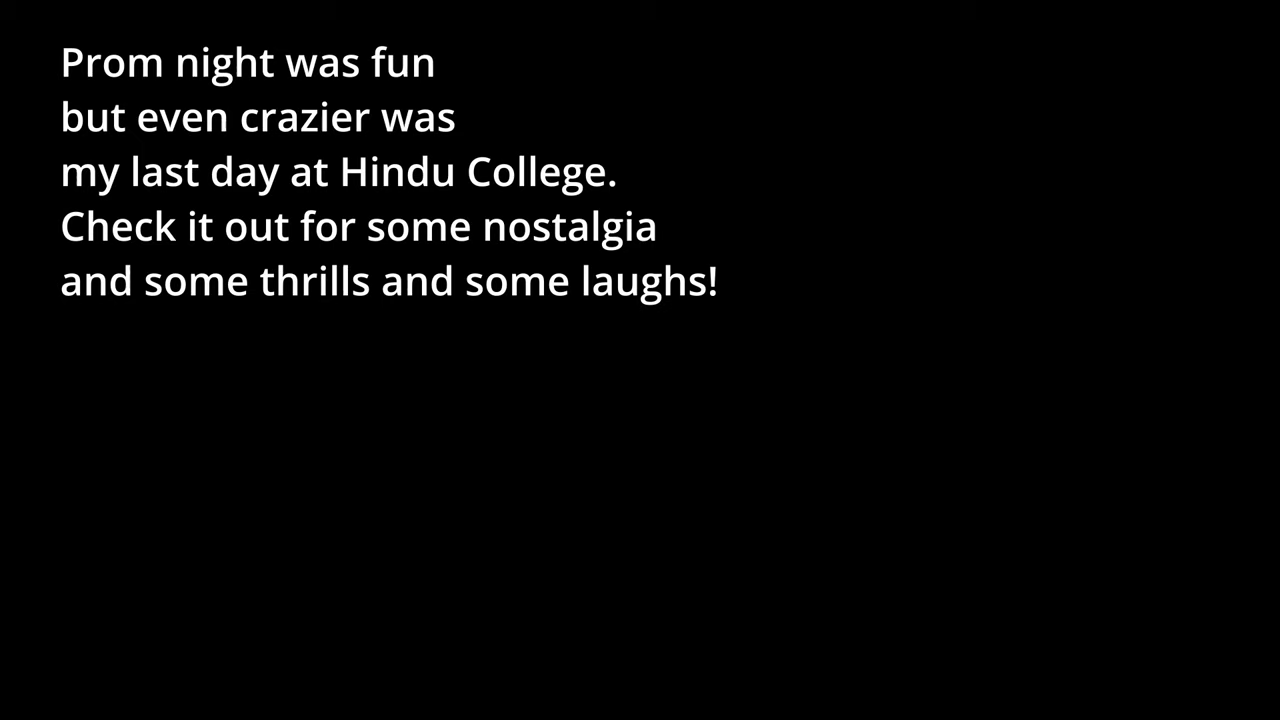 Prom night was fun
but even crazier was
my last day at Hindu College.
Check it out for some nostalgia
and some thrills and some laughs!